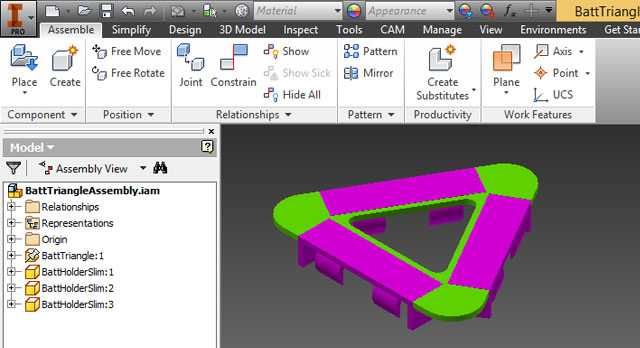 I PRO Material Appearance fx BattTriangl
Assemble Simplify Design 3D Model Inspect Tools CAM Manage View Environments Get Star
Place Create Free Move Free Rotate Joint Constrain Show Show Sick Hide All Pattern Mirror Create Substitutes Plane Axis Point UCS
Component Position Relationships Pattern Productivity Work Features
Model
Assembly View
BattTriangleAssembly.iam
Relationships
Representations
Origin
BattTriangle:1
BattHolderSlim:1
BattHolderSlim:2
BattHolderSlim:3